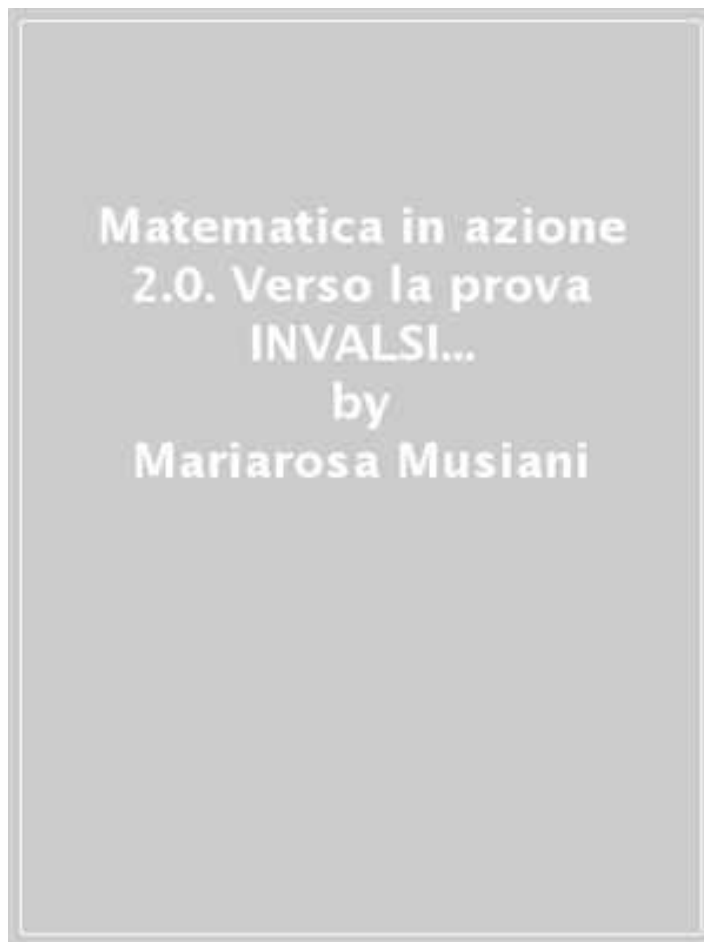 Matematica in azione
2.0. Verso la prova
INVALSI...
by
Mariarosa Musiani